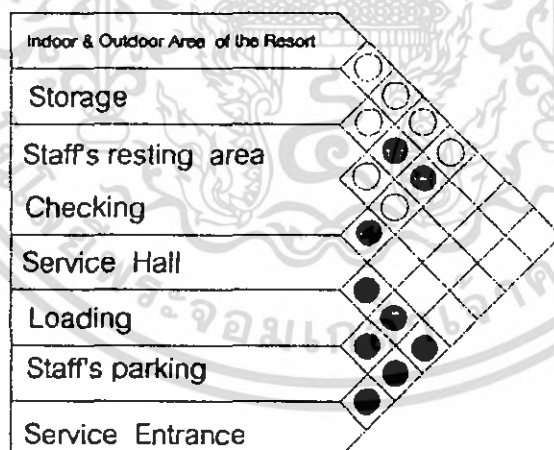 Indoor & Outdoor Area of the Resort
Storage
Staff's resting area
Checking
Service Hall
Loading
Staff's parking
Service Entrance